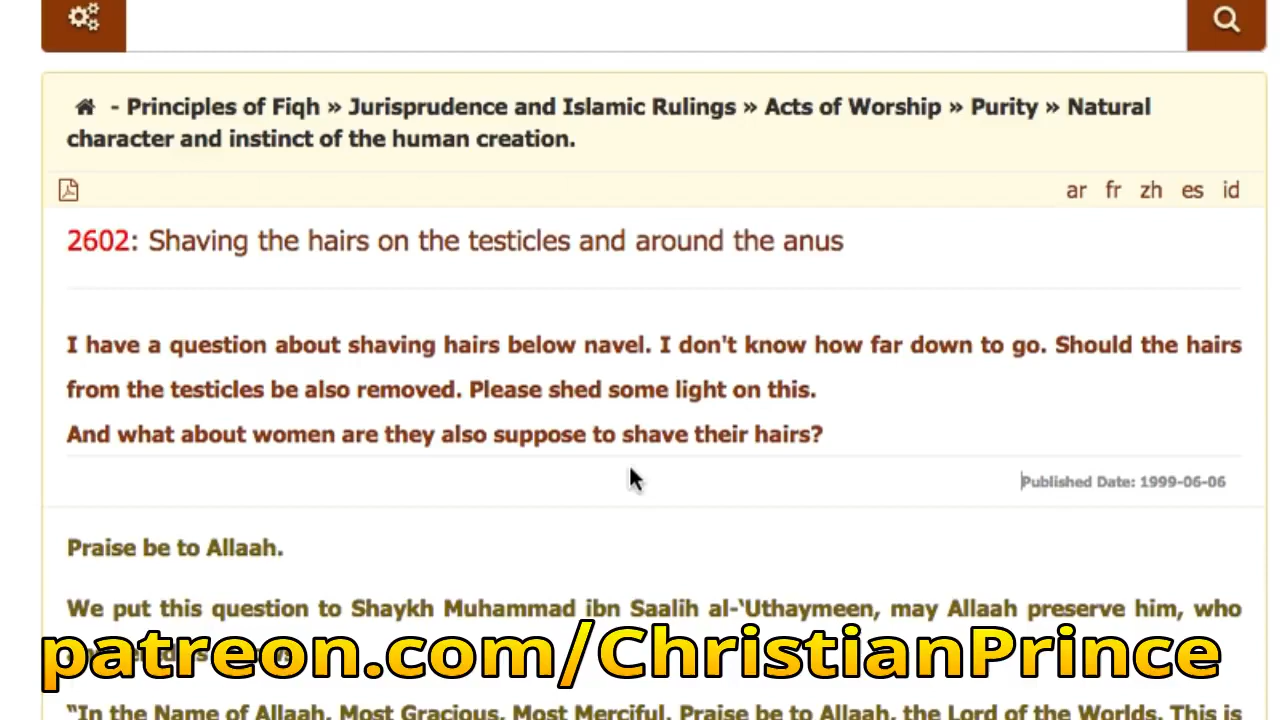 - Principles of Fiqh » Jurisprudence and Islamic Rulings » Acts of Worship » Purity » Natural
character and instinct of the human creation.
ar fr zh es id
2602: Shaving the hairs on the testicles and around the anus
I have a question about shaving hairs below navel. I don't know how far down to go. Should the hairs
from the testicles be also removed. Please shed some light on this.
And what about women are they also suppose to shave their hairs?
Published Date: 1999-06-06
Praise be to Allaah.
We put this question to Shaykh Muhammad ibn Saalih al-‘Uthaymeen, may Allaah preserve him, who
patreon.com/ChristianPrince
“In the Name of Allaah, Most Gracious, Most Merciful. Praise be to Allaah, the Lord of the Worlds. This is